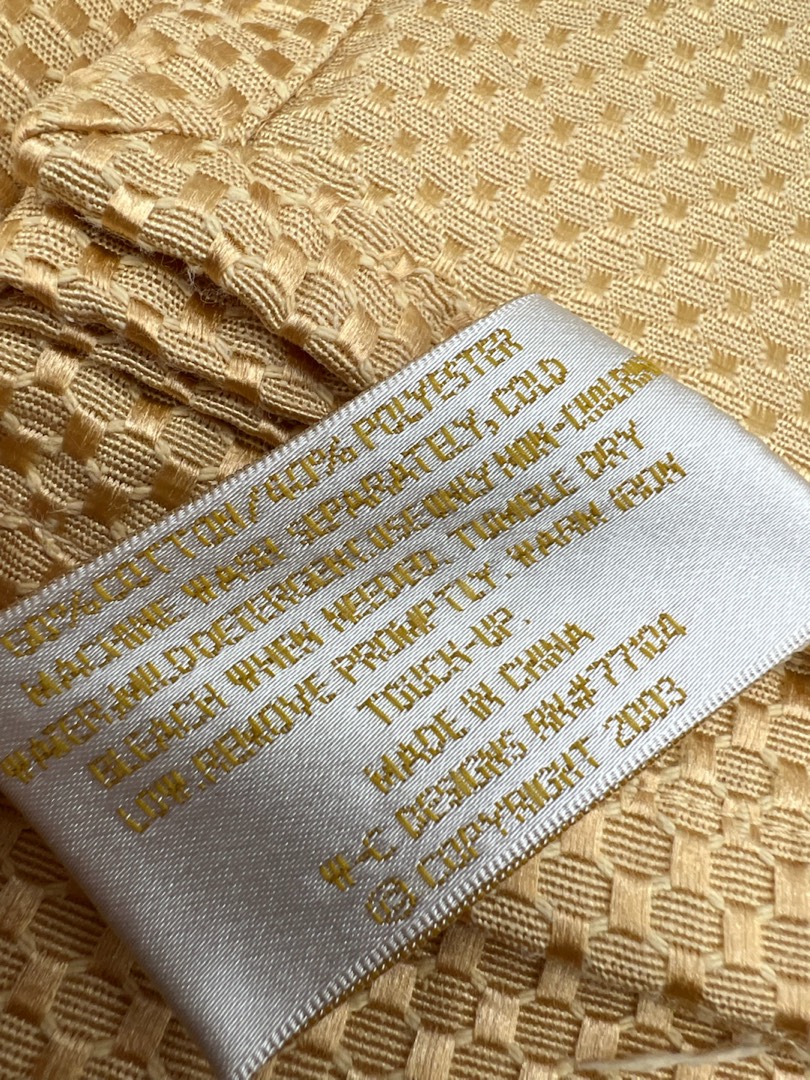 60% COTTON / 40% POLYESTER
MACHINE WASH SEPARATELY, COLD
WATER, MILD DETERGENT. USE ONLY NON-CHLORINE
BLEACH WHEN NEEDED. TUMBLE DRY
LOW. REMOVE PROMPTLY. WARM IRON
TOUCH-UP.
MADE IN CHINA
W-C DESIGNS RN#77104
© COPYRIGHT 2003